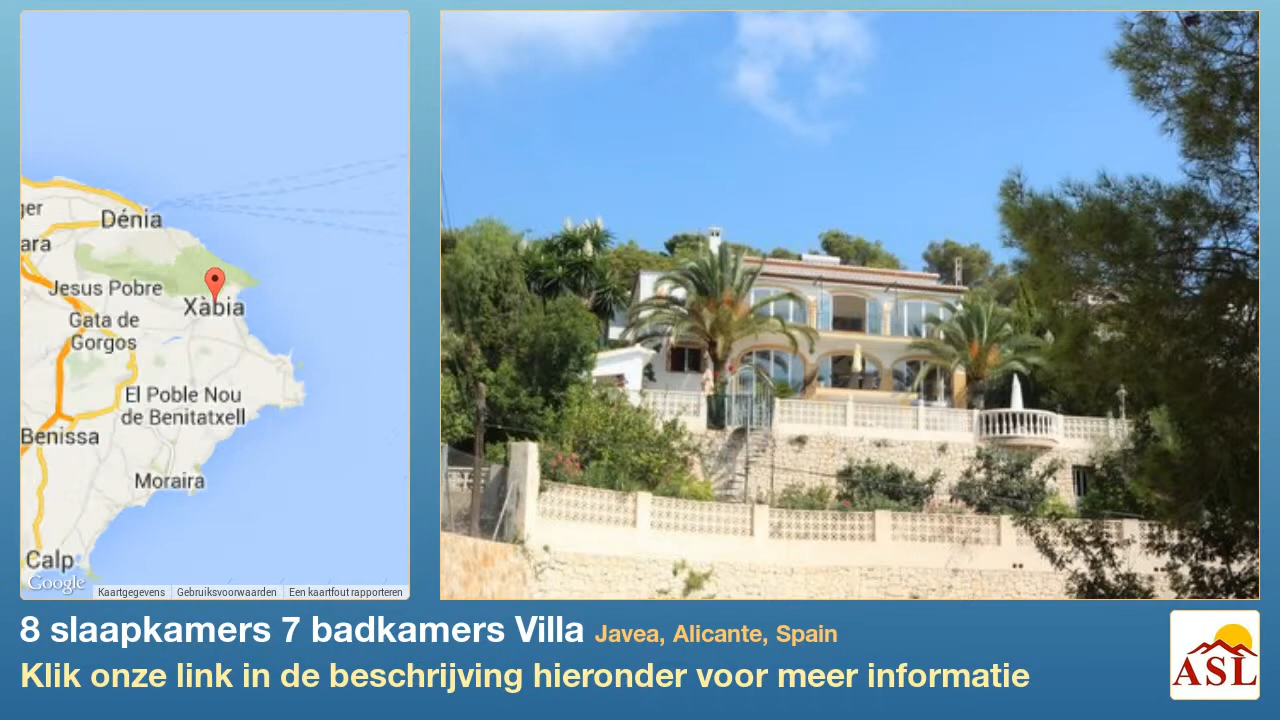 Dénia
jer
ara
Jesus Pobre
Xàbia
Gata de
Gorgos
El Poble Nou
de Benitatxell
Benissa
Moraira
Calp
Google
Kaartgegevens Gebruiksvoorwaarden Een kaartfout rapporteren
8 slaapkamers 7 badkamers Villa Javea, Alicante, Spain
Klik onze link in de beschrijving hieronder voor meer informatie
ASL